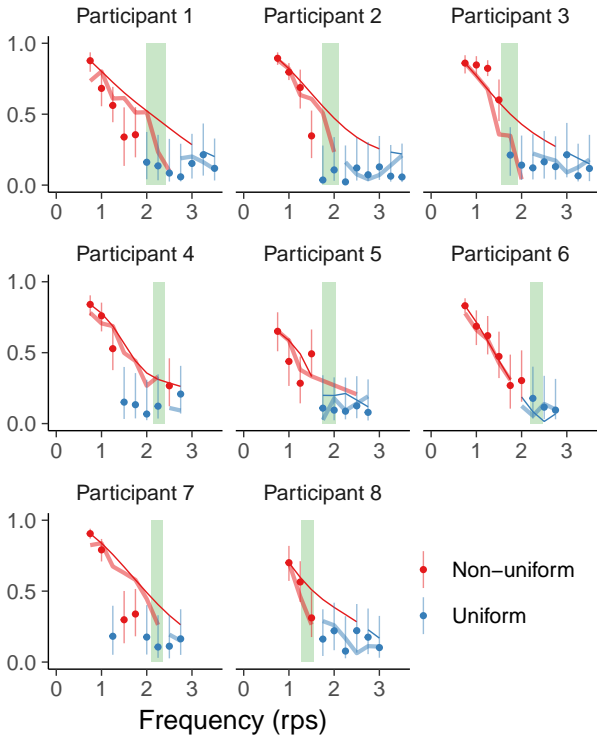 Participant 1 Participant 2 Participant 3
1.0
0.5
0.0
0 1 2 3 0 1 2 3 0 1 2 3
Participant 4 Participant 5 Participant 6
1.0
0.5
0.0
0 1 2 3 0 1 2 3 0 1 2 3
Participant 7 Participant 8
1.0
0.5
0.0
0 1 2 3 0 1 2 3
Non−uniform
Uniform
Frequency (rps)